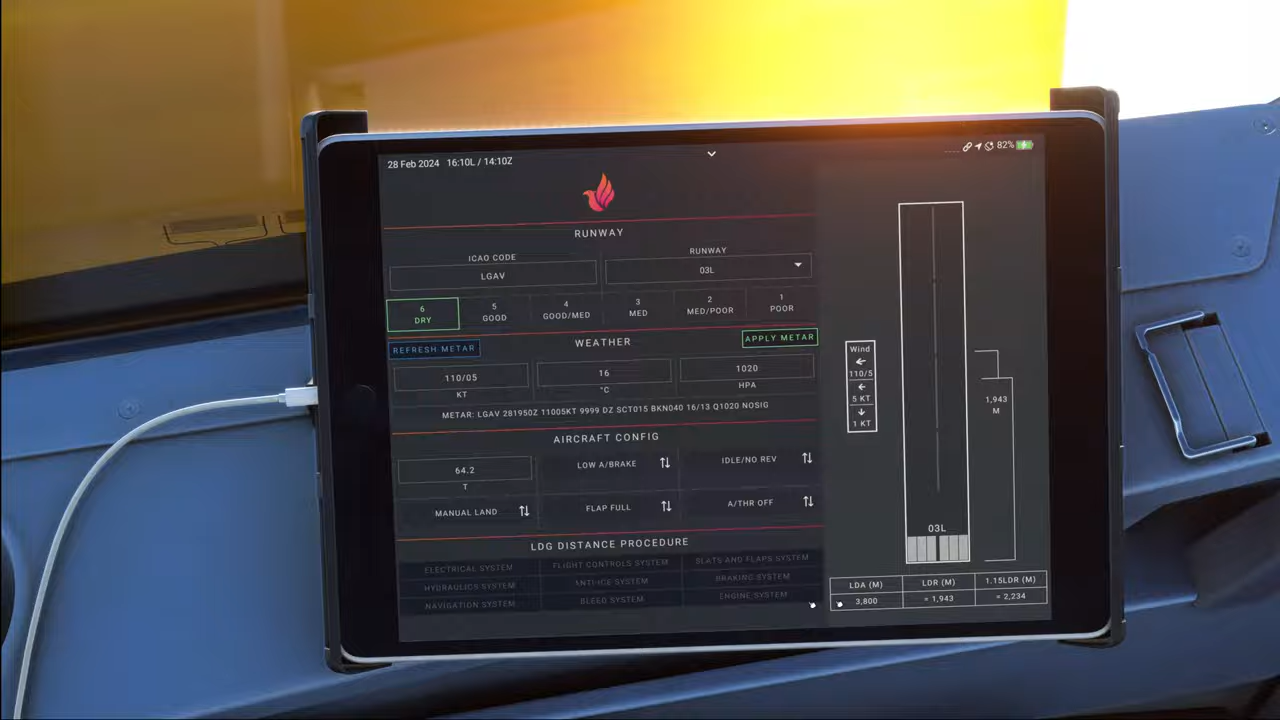 28 Feb 2024 16:10L / 14:10Z
82%
RUNWAY
ICAO CODE
RUNWAY
LGAV
03L
6 DRY
5 GOOD
4 GOOD/MED
3 MED
2 MED/POOR
1 POOR
REFRESH METAR
WEATHER
APPLY METAR
110/05
16
1020
KT
°C
HPA
METAR: LGAV 281950Z 11005KT 9999 DZ SCT015 BKN040 16/13 Q1020 NOSIG
AIRCRAFT CONFIG
64.2
LOW A/BRAKE
IDLE/NO REV
T
MANUAL LAND
FLAP FULL
A/THR OFF
LDG DISTANCE PROCEDURE
ELECTRICAL SYSTEM
FLIGHT CONTROLS SYSTEM
SLATS AND FLAPS SYSTEM
HYDRAULICS SYSTEM
ANTI-ICE SYSTEM
BRAKING SYSTEM
NAVIGATION SYSTEM
BLEED SYSTEM
ENGINE SYSTEM
Wind
110/5
5 KT
1 KT
1,943
M
03L
LDA (M)
LDR (M)
1.15LDR (M)
3,800
= 1,943
= 2,234